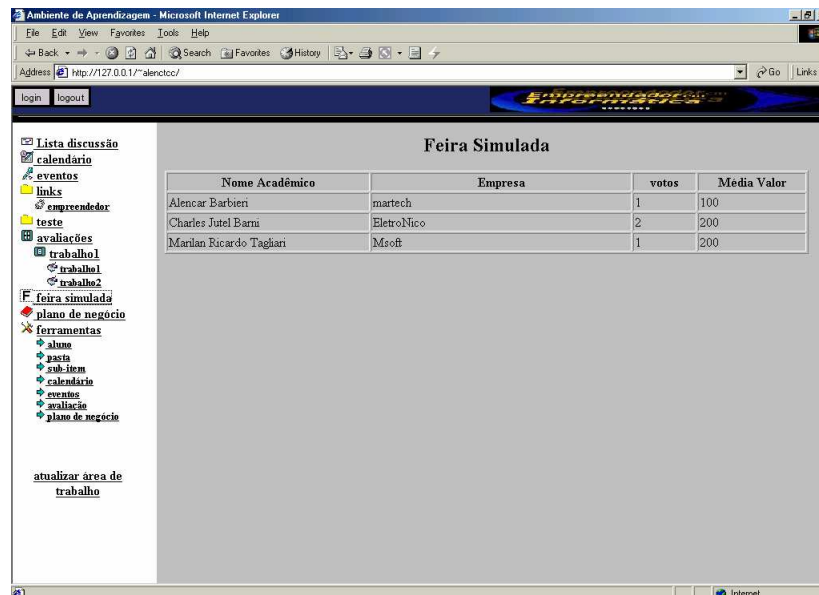 Ambiente de Aprendizagem - Microsoft Internet Explorer
File Edit View Favorites Tools Help
Back Search Favorites History
Address http://127.0.0.1/~alenctcc/ Go Links
login logout
Empreendedor em
Informática
Lista discussão
calendário
eventos
links
empreendedor
teste
avaliações
trabalho1
trabalho1
trabalho2
F feira simulada
plano de negócio
ferramentas
aluno
pasta
sub-item
calendário
eventos
avaliação
plano de negócio
atualizar área de
trabalho
Feira Simulada
Nome Acadêmico Empresa votos Média Valor
Alencar Barbieri martech 1 100
Charles Jutel Barni EletroNico 2 200
Marilan Ricardo Tagliari Msoft 1 200
Internet